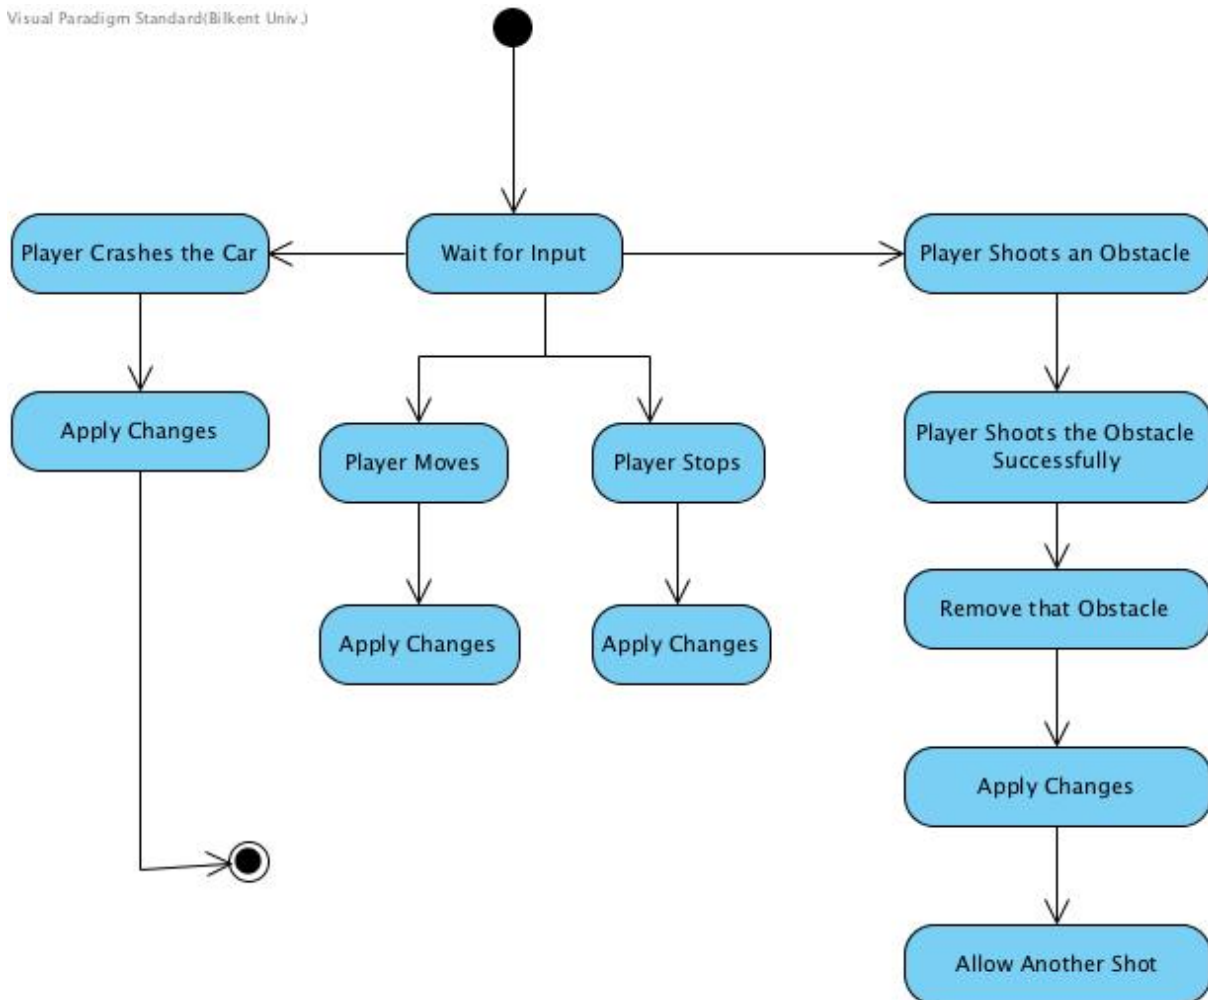 Visual Paradigm Standard(Bilkent Univ.)
Player Crashes the Car
Wait for Input
Player Shoots an Obstacle
Apply Changes
Player Moves
Player Stops
Player Shoots the Obstacle
Successfully
Apply Changes
Apply Changes
Remove that Obstacle
Apply Changes
Allow Another Shot